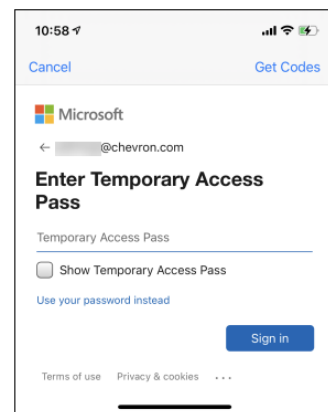 10:58
Cancel Get Codes
Microsoft
@chevron.com
Enter Temporary Access
Pass
Temporary Access Pass
Show Temporary Access Pass
Use your password instead
Sign in
Terms of use Privacy & cookies ...